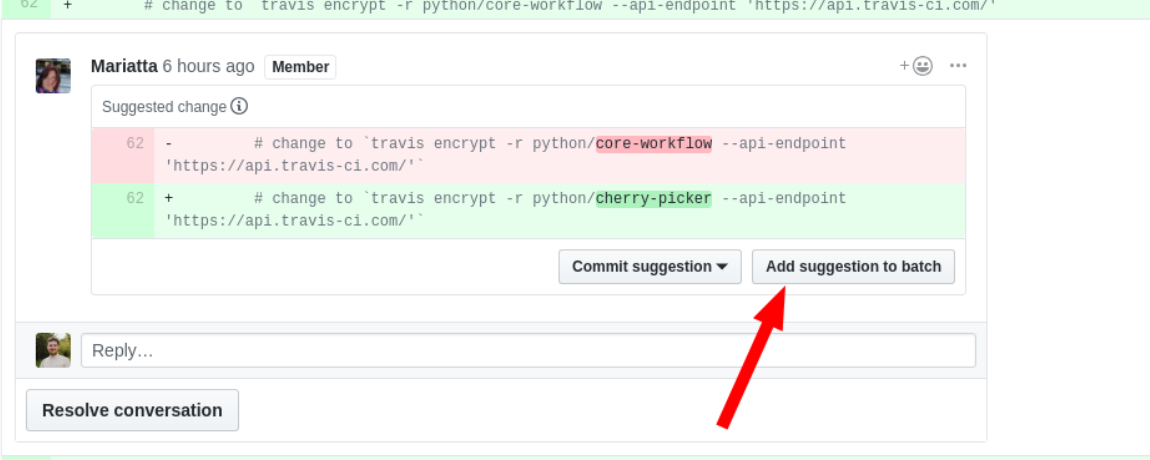 62 + # change to `travis encrypt -r python/core-workflow --api-endpoint 'https://api.travis-ci.com/'
Mariatta 6 hours ago Member
Suggested change
62 - # change to `travis encrypt -r python/core-workflow --api-endpoint
'https://api.travis-ci.com/'`
62 + # change to `travis encrypt -r python/cherry-picker --api-endpoint
'https://api.travis-ci.com/'`
Commit suggestion Add suggestion to batch
Reply…
Resolve conversation